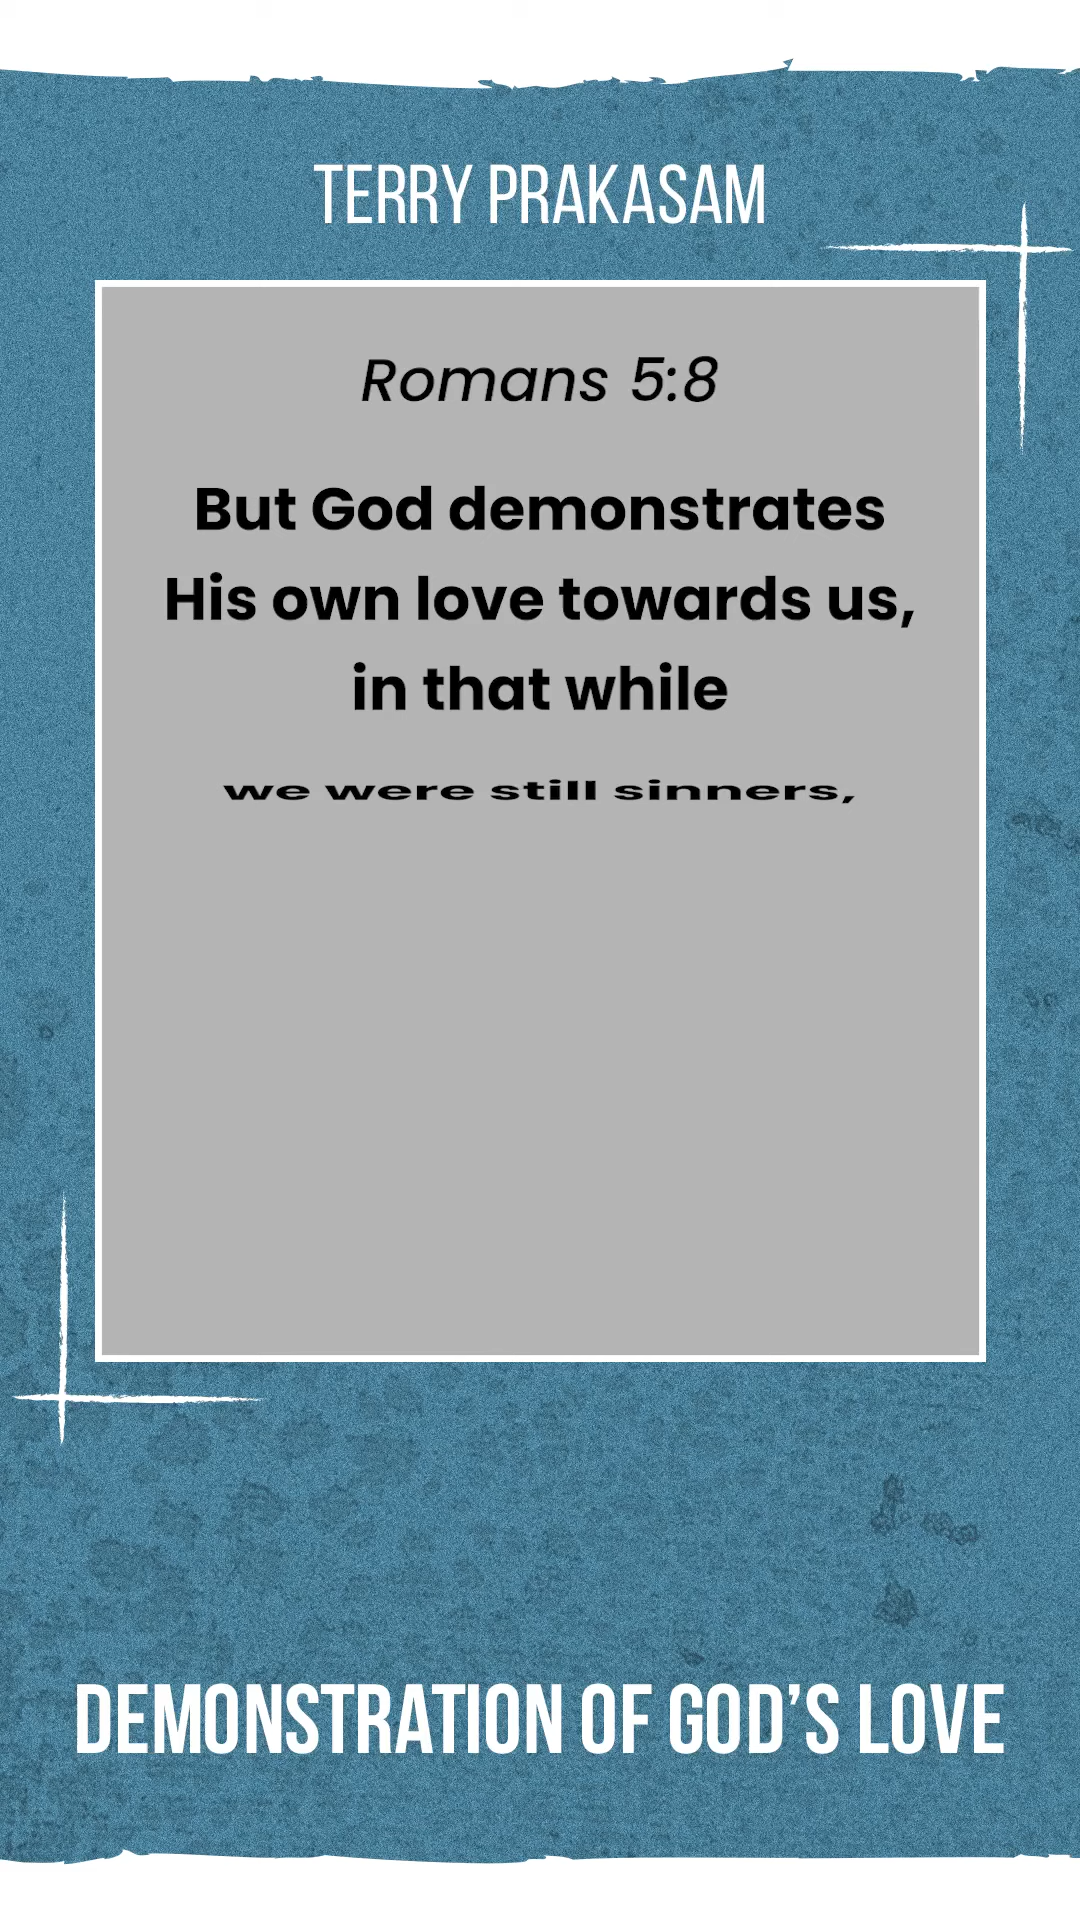 TERRY PRAKASAM
Romans 5:8
But God demonstrates
His own love towards us,
in that while
we were still sinners,
DEMONSTRATION OF GOD’S LOVE